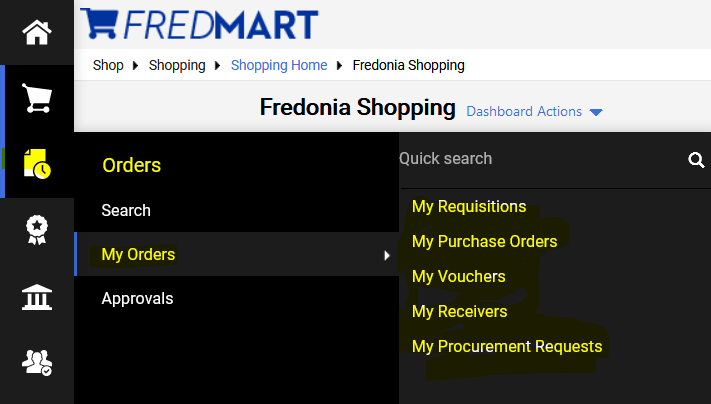 FREDMART
Shop Shopping Shopping Home Fredonia Shopping
Fredonia Shopping Dashboard Actions
Orders
Search
My Orders
Approvals
Quick search
My Requisitions
My Purchase Orders
My Vouchers
My Receivers
My Procurement Requests